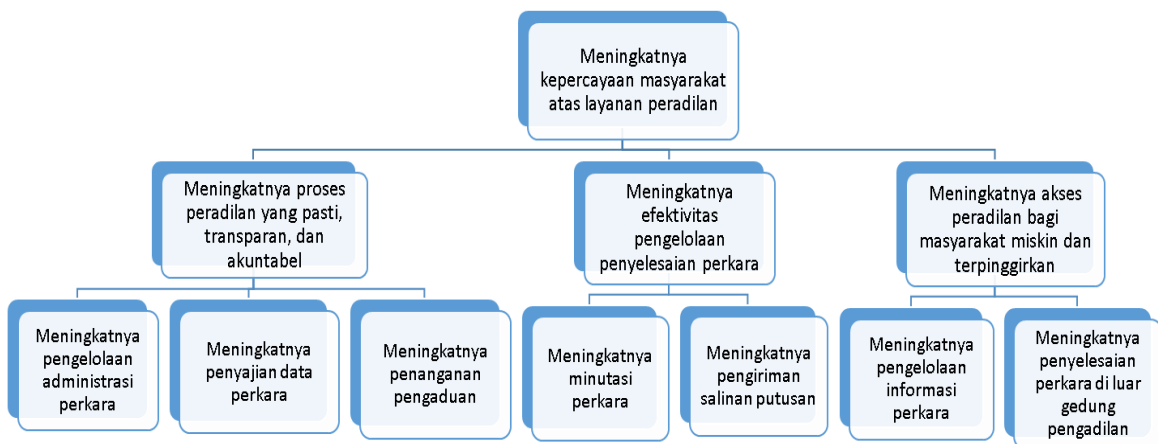 Meningkatnya
kepercayaan masyarakat
atas layanan peradilan
Meningkatnya proses
peradilan yang pasti,
transparan, dan
akuntabel
Meningkatnya
efektivitas
pengelolaan
penyelesaian perkara
Meningkatnya akses
peradilan bagi
masyarakat miskin dan
terpinggirkan
Meningkatnya
pengelolaan
administrasi
perkara
Meningkatnya
penyajian data
perkara
Meningkatnya
penanganan
pengaduan
Meningkatnya
minutasi
perkara
Meningkatnya
pengiriman
salinan putusan
Meningkatnya
pengelolaan
informasi
perkara
Meningkatnya
penyelesaian
perkara di luar
gedung
pengadilan